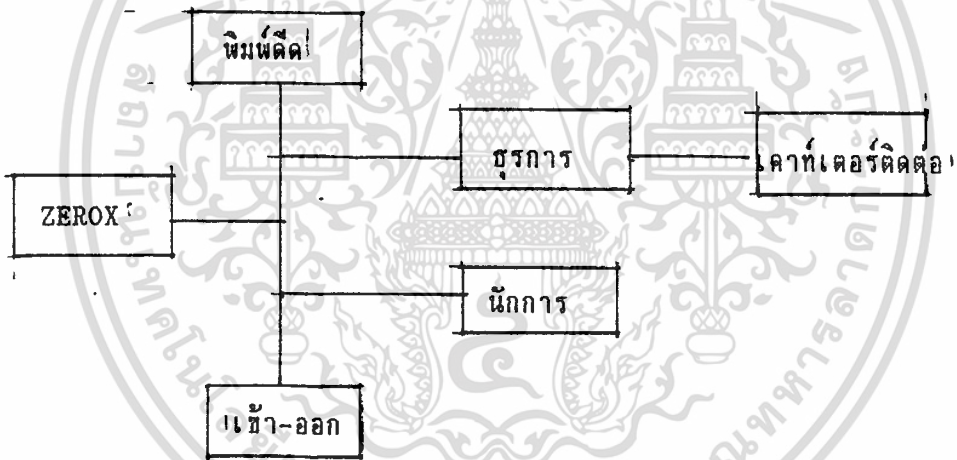 พิมพ์ดีด
ธุรการ
เคาท์เตอร์ติดต่อ
ZEROX
นักการ
เข้า-ออก